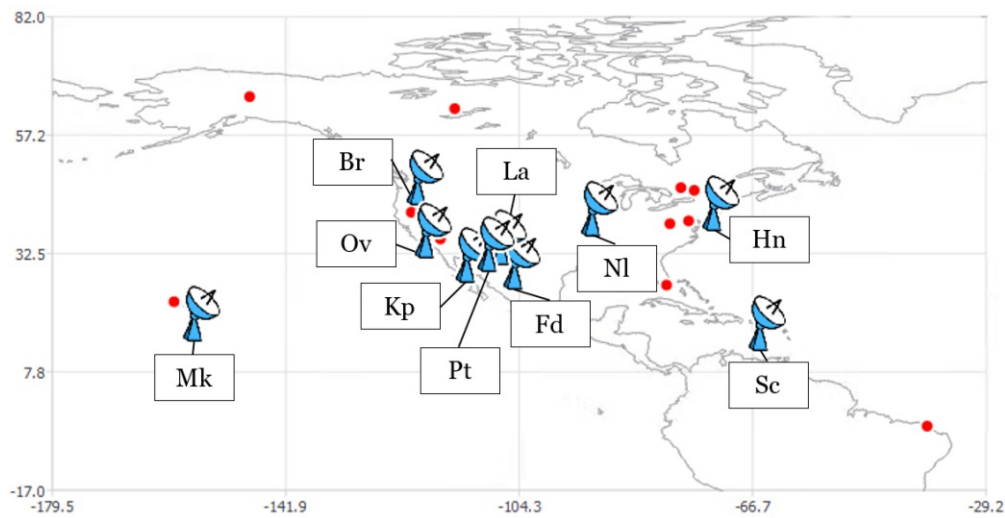 82.0
57.2
32.5
7.8
-17.0
-179.5
-141.9
-104.3
-66.7
-29.2
Br
La
Ov
Hn
Nl
Kp
Fd
Pt
Mk
Sc